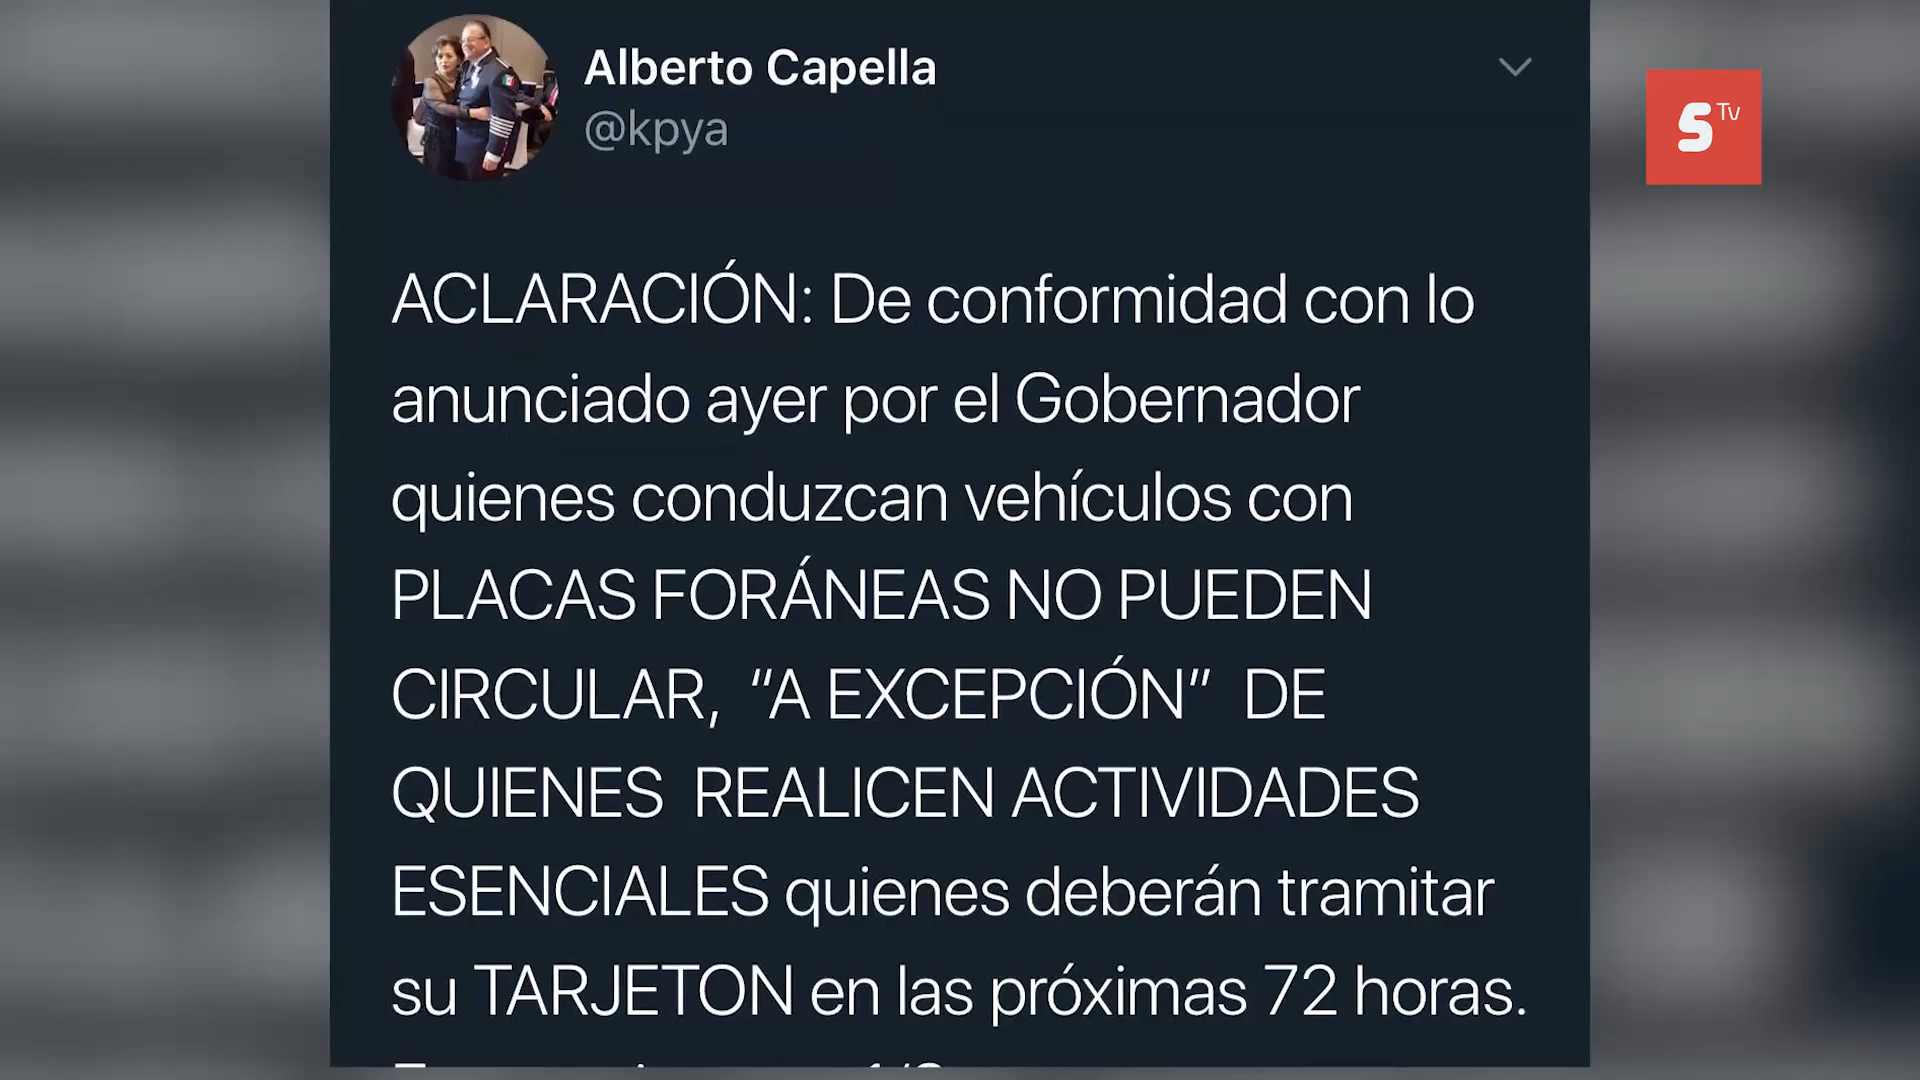 Alberto Capella
@kpya
S Tv
ACLARACIÓN: De conformidad con lo
anunciado ayer por el Gobernador
quienes conduzcan vehículos con
PLACAS FORÁNEAS NO PUEDEN
CIRCULAR, “A EXCEPCIÓN” DE
QUIENES REALICEN ACTIVIDADES
ESENCIALES quienes deberán tramitar
su TARJETON en las próximas 72 horas.